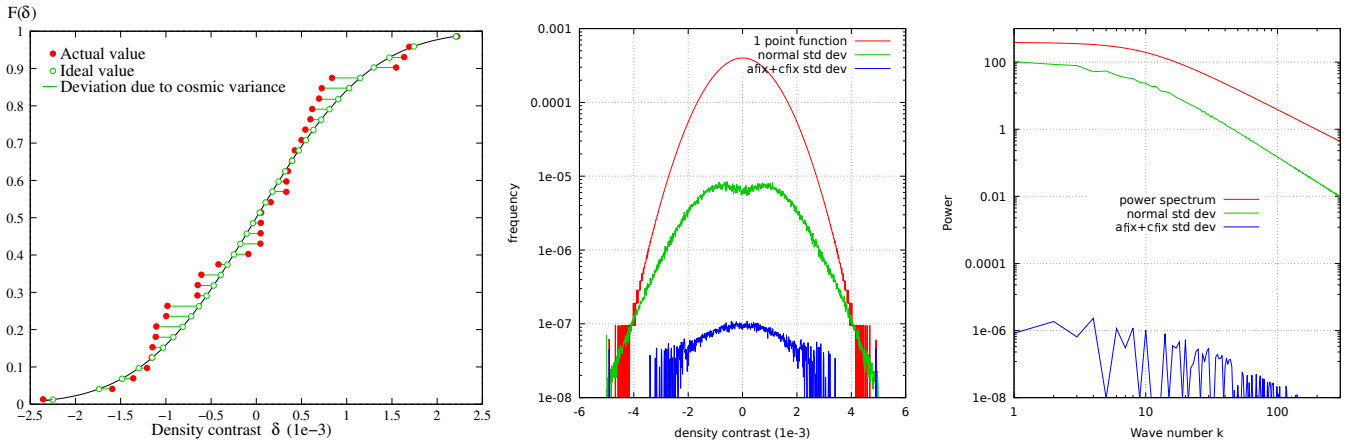 F(δ)
1
0.9
0.8
0.7
0.6
0.5
0.4
0.3
0.2
0.1
0
Actual value
Ideal value
Deviation due to cosmic variance
−2.5 −2 −1.5 −1 −0.5 0 0.5 1 1.5 2 2.5
Density contrast δ (1e−3)
0.001
0.0001
1e-05
1e-06
1e-07
1e-08
frequency
1 point function
normal std dev
afix+cfix std dev
-6 -4 -2 0 2 4 6
density contrast (1e-3)
100
1
0.01
0.0001
1e-06
1e-08
Power
power spectrum
normal std dev
afix+cfix std dev
1 10 100
Wave number k